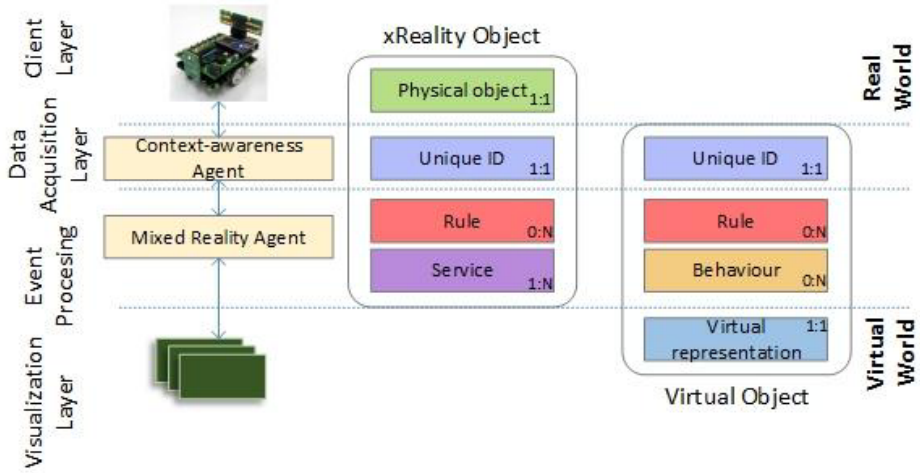 Client
Layer
xReality Object
Physical object
1:1
Real
World
Data
Acquisition
Layer
Context-awareness
Agent
Unique ID
1:1
Unique ID
1:1
Event
Procesing
Mixed Reality Agent
Rule
0:N
Service
1:N
Rule
0:N
Behaviour
0:N
Visualization
Layer
Virtual
representation
1:1
Virtual Object
Virtual
World